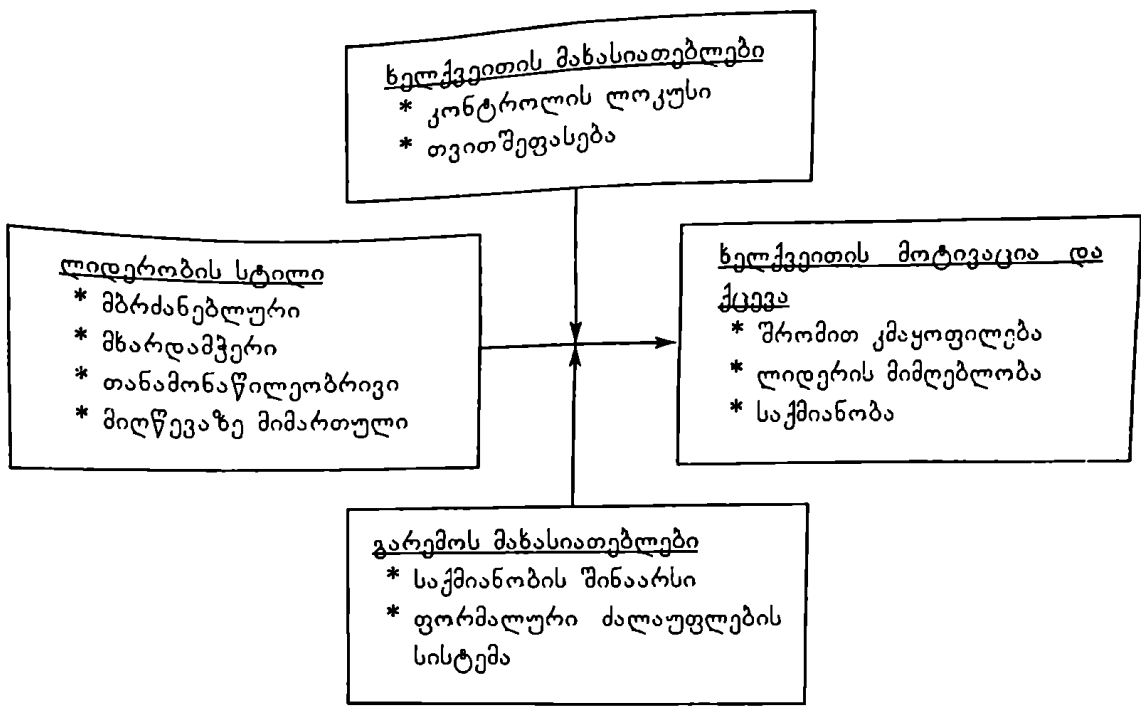 ხელქვეითის მახასიათებლები
* კონტროლის ლოკუსი
* თვითშეფასება
ლიდერობის სტილი
* მბრძანებლური
* მხარდამჭერი
* თანამონაწილეობრივი
* მიღწევაზე მიმართული
ხელქვეითის მოტივაცია და
ქცევა
* შრომით კმაყოფილება
* ლიდერის მიმღებლობა
* საქმიანობა
გარემოს მახასიათებლები
* საქმიანობის შინაარსი
* ფორმალური ძალაუფლების
სისტემა